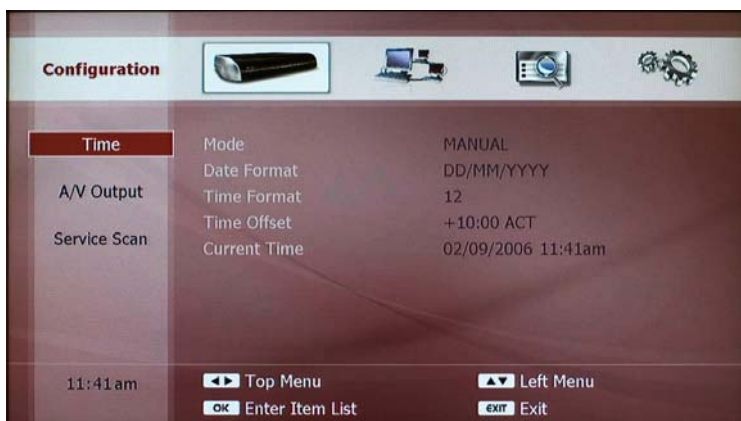 Configuration
Time
A/V Output
Service Scan
Mode MANUAL
Date Format DD/MM/YYYY
Time Format 12
Time Offset +10:00 ACT
Current Time 02/09/2006 11:41am
11:41am
◄► Top Menu ▲▼ Left Menu
OK Enter Item List EXIT Exit